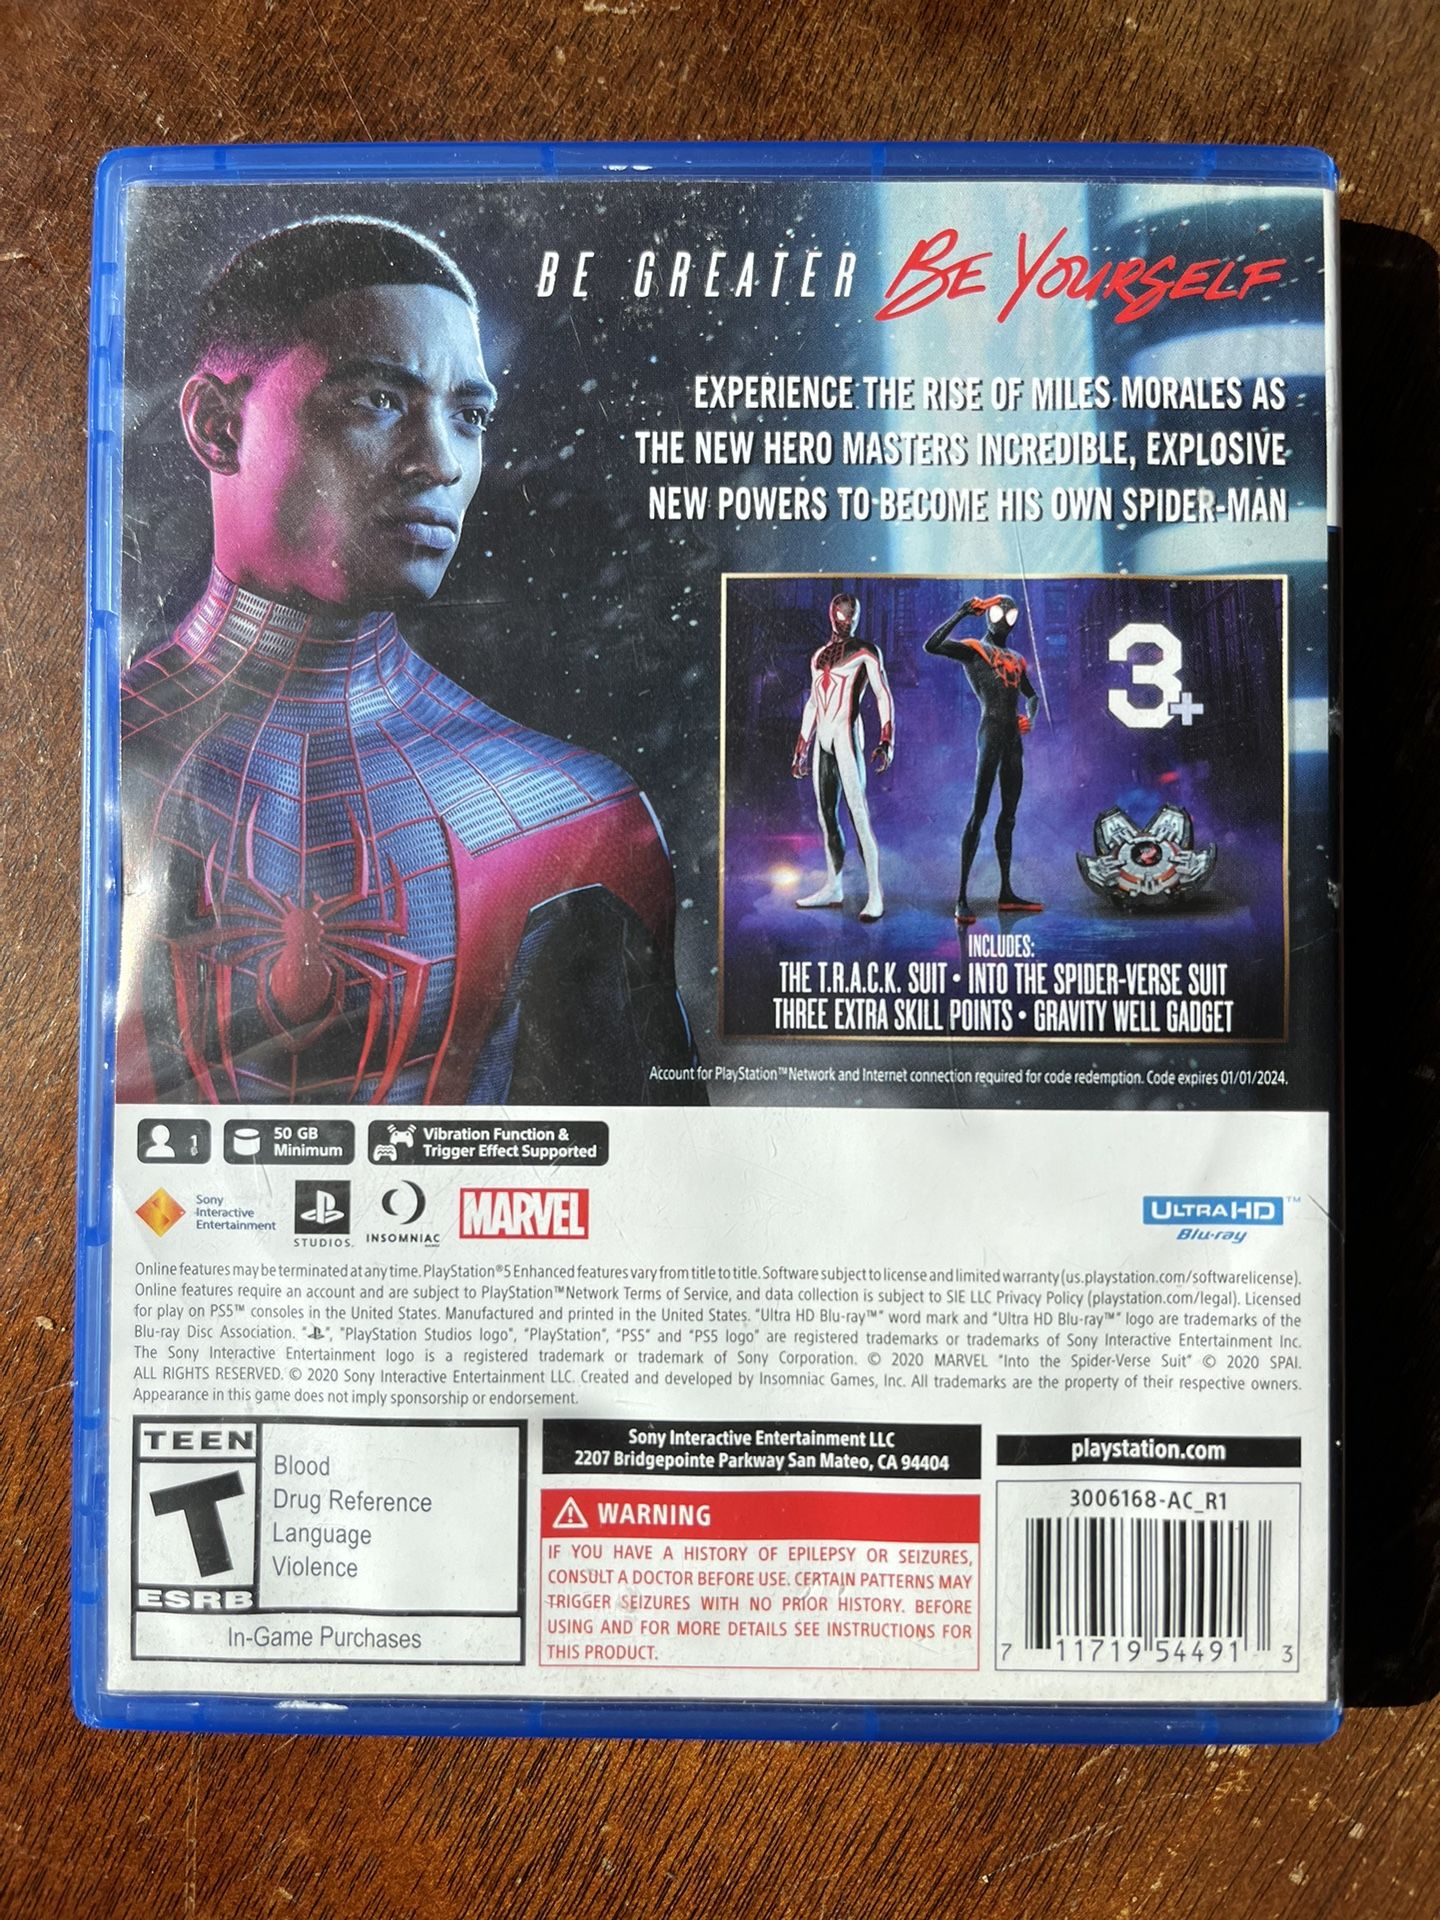 BE GREATER BE YOURSELF
EXPERIENCE THE RISE OF MILES MORALES AS
THE NEW HERO MASTERS INCREDIBLE, EXPLOSIVE
NEW POWERS TO BECOME HIS OWN SPIDER-MAN
3+
INCLUDES:
THE T.R.A.C.K. SUIT • INTO THE SPIDER-VERSE SUIT
THREE EXTRA SKILL POINTS • GRAVITY WELL GADGET
Account for PlayStation™Network and Internet connection required for code redemption. Code expires 01/01/2024.
1
50 GB
Minimum
Vibration Function &
Trigger Effect Supported
Sony
Interactive
Entertainment
STUDIOS
INSOMNIAC
GAMES
MARVEL
ULTRA HD™
Blu-ray
Online features may be terminated at any time. PlayStation®5 Enhanced features vary from title to title. Software subject to license and limited warranty (us.playstation.com/softwarelicense).
Online features require an account and are subject to PlayStation™Network Terms of Service, and data collection is subject to SIE LLC Privacy Policy (playstation.com/legal). Licensed
for play on PS5™ consoles in the United States. Manufactured and printed in the United States. "Ultra HD Blu-ray™" word mark and "Ultra HD Blu-ray™" logo are trademarks of the
Blu-ray Disc Association. "PS", "PlayStation Studios logo", "PlayStation", "PS5" and "PS5 logo" are registered trademarks or trademarks of Sony Interactive Entertainment Inc.
The Sony Interactive Entertainment logo is a registered trademark or trademark of Sony Corporation. © 2020 MARVEL "Into the Spider-Verse Suit" © 2020 SPAI.
ALL RIGHTS RESERVED. © 2020 Sony Interactive Entertainment LLC. Created and developed by Insomniac Games, Inc. All trademarks are the property of their respective owners.
Appearance in this game does not imply sponsorship or endorsement.
TEEN
T
ESRB
Blood
Drug Reference
Language
Violence
In-Game Purchases
Sony Interactive Entertainment LLC
2207 Bridgepointe Parkway San Mateo, CA 94404
WARNING
IF YOU HAVE A HISTORY OF EPILEPSY OR SEIZURES,
CONSULT A DOCTOR BEFORE USE. CERTAIN PATTERNS MAY
TRIGGER SEIZURES WITH NO PRIOR HISTORY. BEFORE
USING AND FOR MORE DETAILS SEE INSTRUCTIONS FOR
THIS PRODUCT.
playstation.com
3006168-AC_R1
7 11719 54491 3